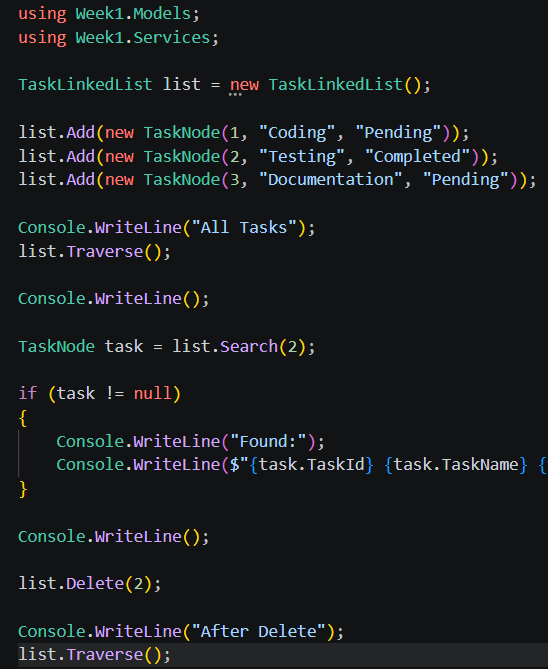 using Week1.Models;
using Week1.Services;
TaskLinkedList list = new TaskLinkedList();
list.Add(new TaskNode(1, "Coding", "Pending"));
list.Add(new TaskNode(2, "Testing", "Completed"));
list.Add(new TaskNode(3, "Documentation", "Pending"));
Console.WriteLine("All Tasks");
list.Traverse();
Console.WriteLine();
TaskNode task = list.Search(2);
if (task != null)
{
    Console.WriteLine("Found:");
    Console.WriteLine($"{task.TaskId} {task.TaskName} {
}
Console.WriteLine();
list.Delete(2);
Console.WriteLine("After Delete");
list.Traverse();